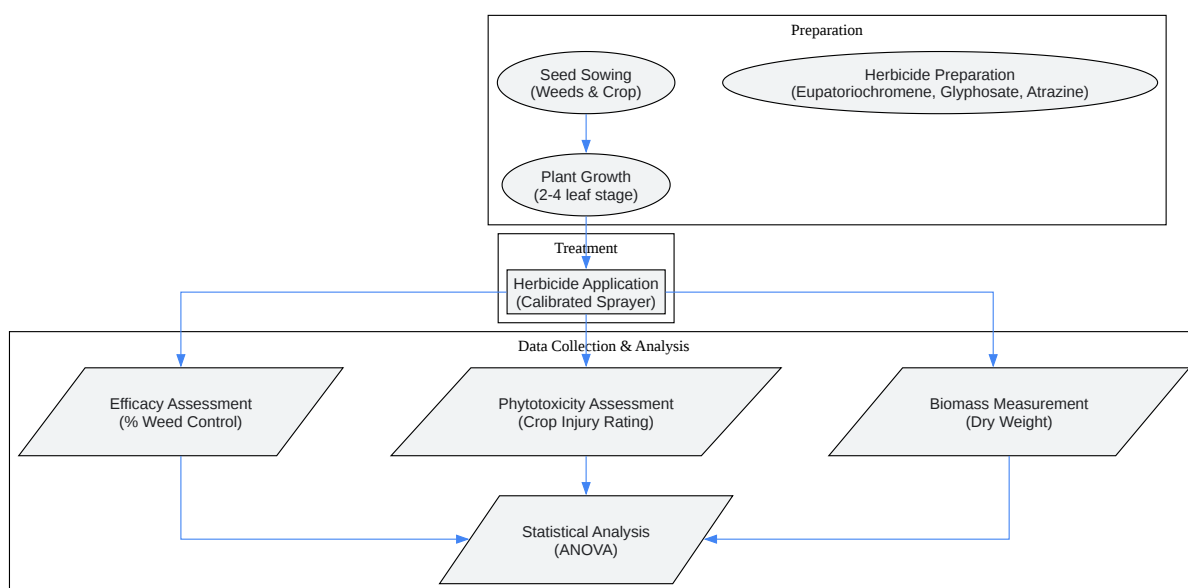 Preparation
Seed Sowing
(Weeds & Crop)
Herbicide Preparation
(Eupatoriochromene, Glyphosate, Atrazine)
Plant Growth
(2-4 leaf stage)
Treatment
Herbicide Application
(Calibrated Sprayer)
Data Collection & Analysis
Efficacy Assessment
(% Weed Control)
Phytotoxicity Assessment
(Crop Injury Rating)
Biomass Measurement
(Dry Weight)
Statistical Analysis
(ANOVA)